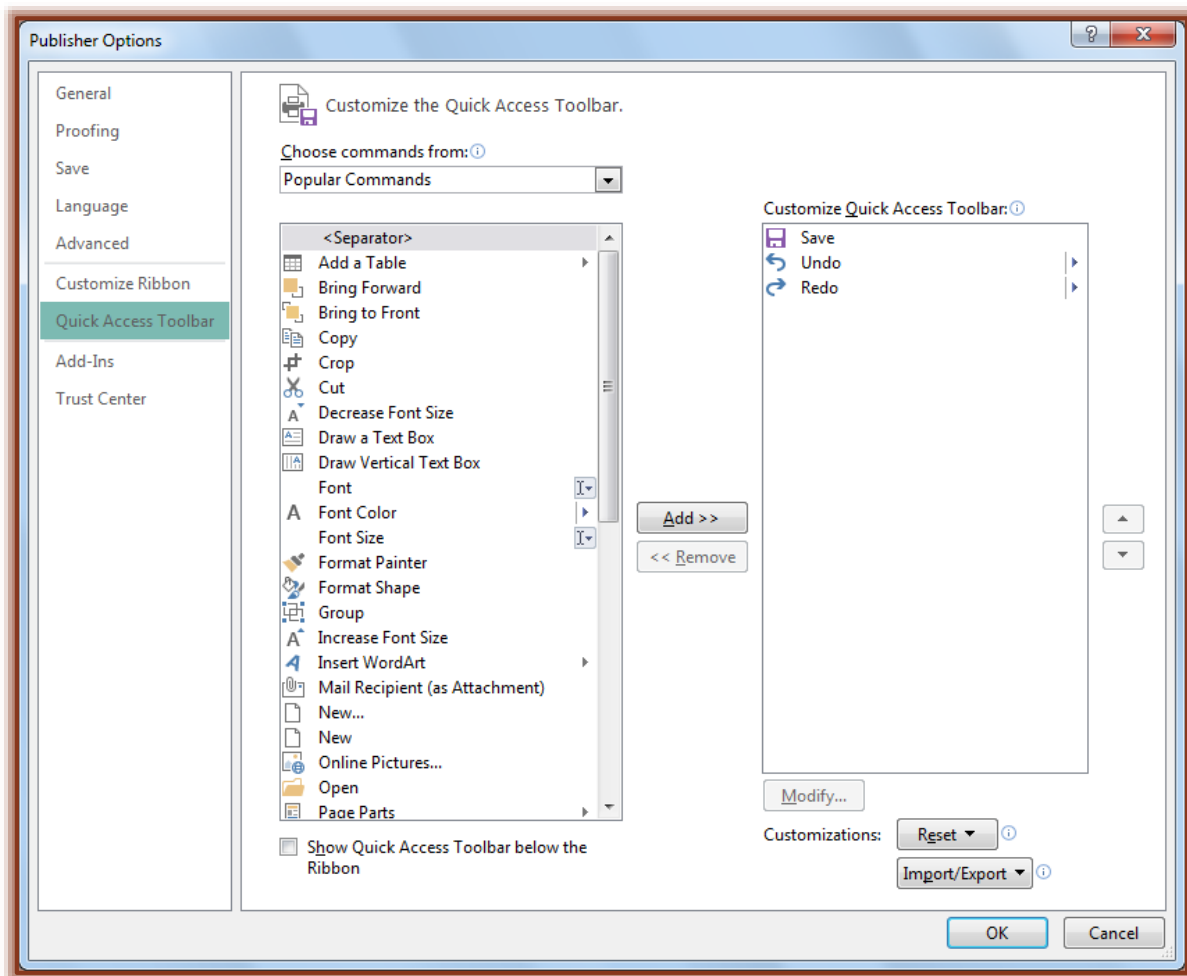 Publisher Options
General
Proofing
Save
Language
Advanced
Customize Ribbon
Quick Access Toolbar
Add-Ins
Trust Center
Customize the Quick Access Toolbar.
Choose commands from:
Popular Commands
<Separator>
Add a Table
Bring Forward
Bring to Front
Copy
Crop
Cut
Decrease Font Size
Draw a Text Box
Draw Vertical Text Box
Font
Font Color
Font Size
Format Painter
Format Shape
Group
Increase Font Size
Insert WordArt
Mail Recipient (as Attachment)
New...
New
Online Pictures...
Open
Page Parts
Show Quick Access Toolbar below the
Ribbon
Add >>
<< Remove
Customize Quick Access Toolbar:
Save
Undo
Redo
Modify...
Customizations:
Reset
Import/Export
OK
Cancel